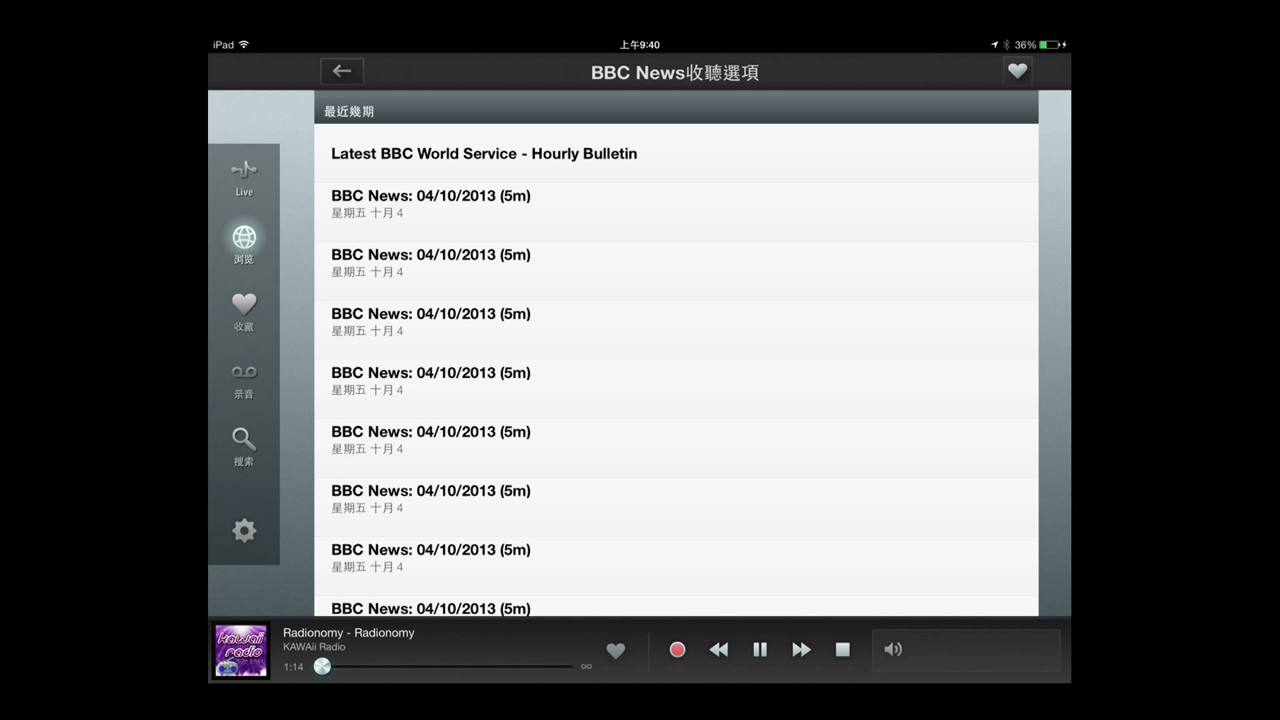 iPad
上午9:40
36%
BBC News收聽選項
最近幾期
Latest BBC World Service - Hourly Bulletin
BBC News: 04/10/2013 (5m)
星期五 十月 4
BBC News: 04/10/2013 (5m)
星期五 十月 4
BBC News: 04/10/2013 (5m)
星期五 十月 4
BBC News: 04/10/2013 (5m)
星期五 十月 4
BBC News: 04/10/2013 (5m)
星期五 十月 4
BBC News: 04/10/2013 (5m)
星期五 十月 4
BBC News: 04/10/2013 (5m)
星期五 十月 4
BBC News: 04/10/2013 (5m)
Live
浏览
收藏
录音
搜索
kawaii
radio
Radionomy - Radionomy
KAWAii Radio
1:14
∞